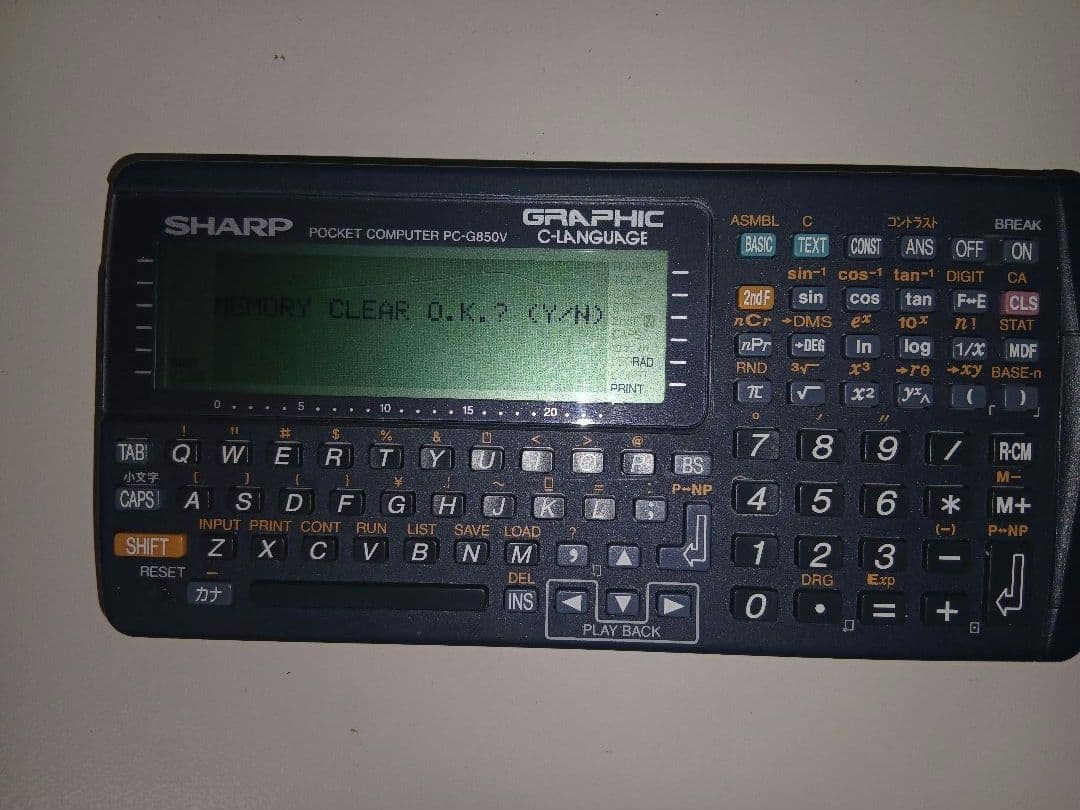 SHARP POCKET COMPUTER PC-G850V GRAPHIC
C-LANGUAGE
MEMORY CLEAR O.K.? (Y/N)
RAD
PRINT
0 5 10 15 20
ASMBL C コントラスト BREAK
BASIC TEXT CONST ANS OFF ON
sin-1 cos-1 tan-1 DIGIT CA
2ndF sin cos tan F↔E CLS
nCr →DMS eˣ 10ˣ n! STAT
nPr →DEG ln log 1/x MDF
RND ³√ x³ →rθ →xy BASE-n
π √ x² yˣ^ ( )
° ′ ″
7 8 9 / R·CM
M−
4 5 6 * M+
(−) P↔NP
1 2 3 −
DRG Exp
0 • = +
! " # $ % & < > @
TAB Q W E R T Y U I O P BS
小文字 [ ] { } ¥ ~ = : P↔NP
CAPS A S D F G H J K L ;
INPUT PRINT CONT RUN LIST SAVE LOAD ?
SHIFT Z X C V B N M , ▲
RESET DEL
カナ INS ◀ ▼ ▶
PLAY BACK